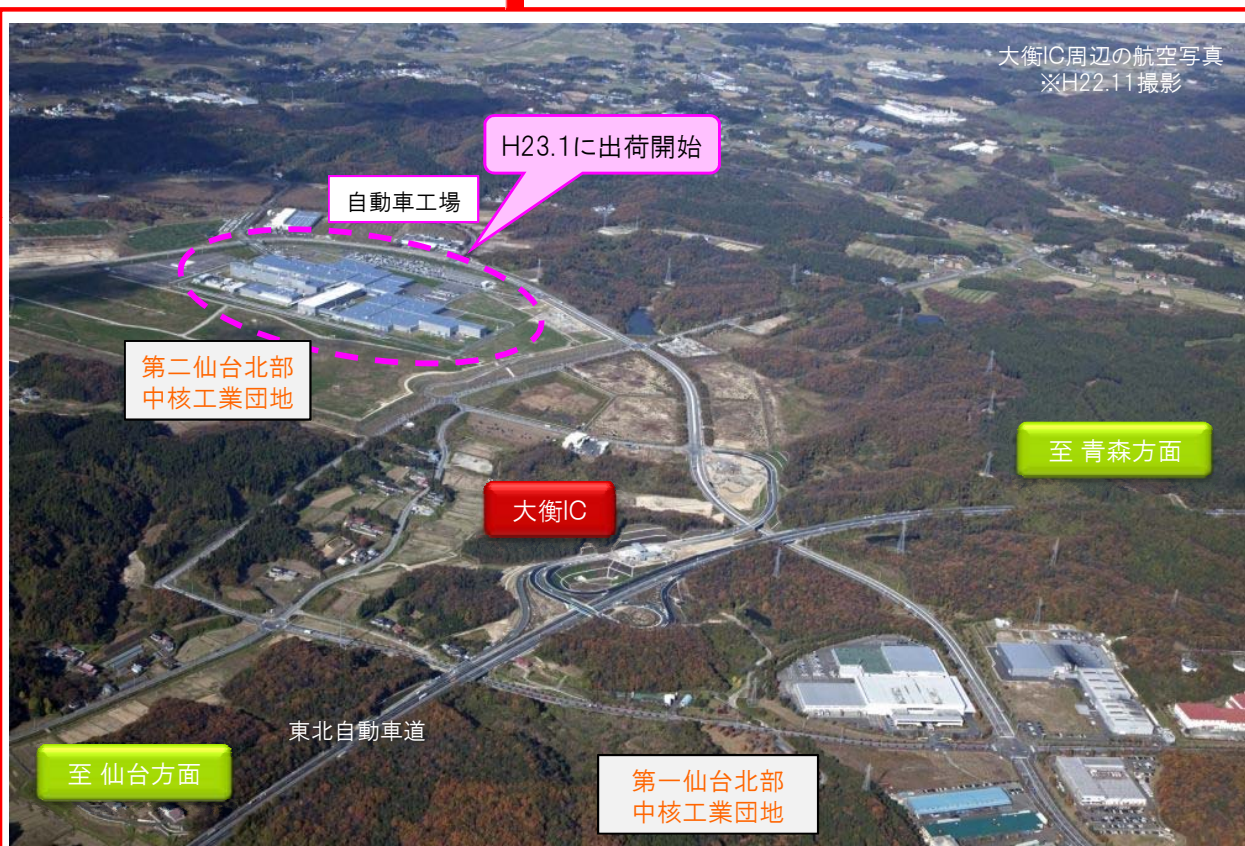 大衡IC周辺の航空写真
※H22.11撮影
H23.1に出荷開始
自動車工場
第二仙台北部
中核工業団地
至 青森方面
大衡IC
東北自動車道
至 仙台方面
第一仙台北部
中核工業団地